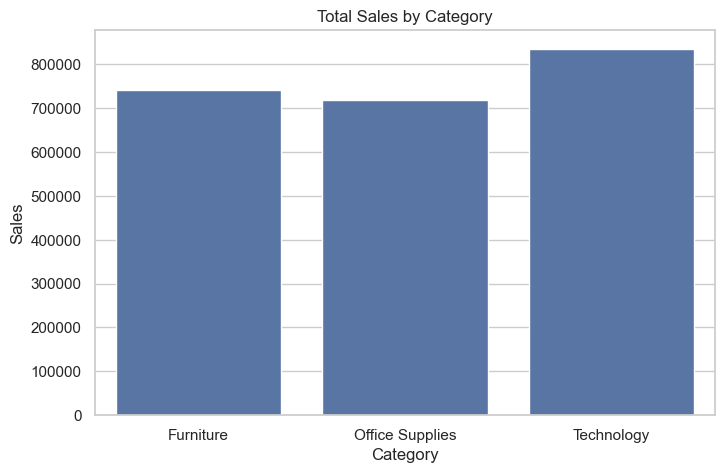 Total Sales by Category
800000
700000
600000
500000
400000
300000
200000
100000
0
Sales
Furniture Office Supplies Technology
Category